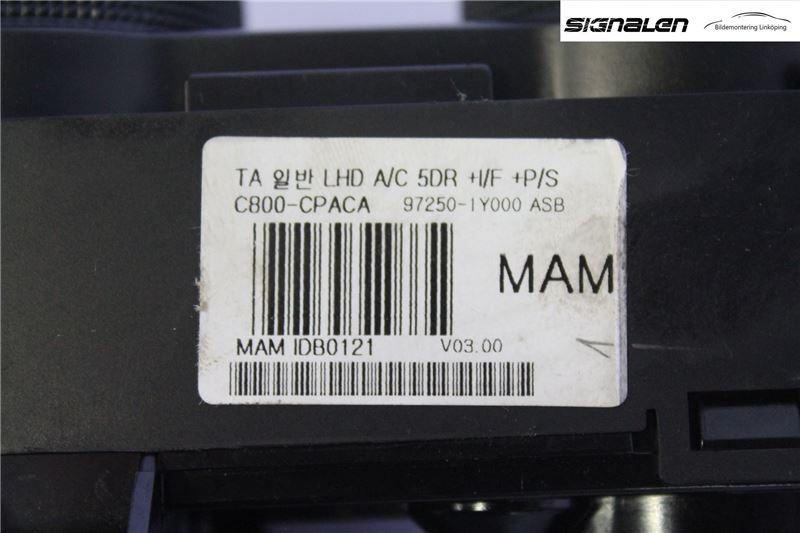 SIGNALEN
Bildemontering Linköping
TA 일반 LHD A/C 5DR +I/F +P/S
C800-CPACA 97250-1Y000 ASB
MAM
MAM IDB0121 V03.00